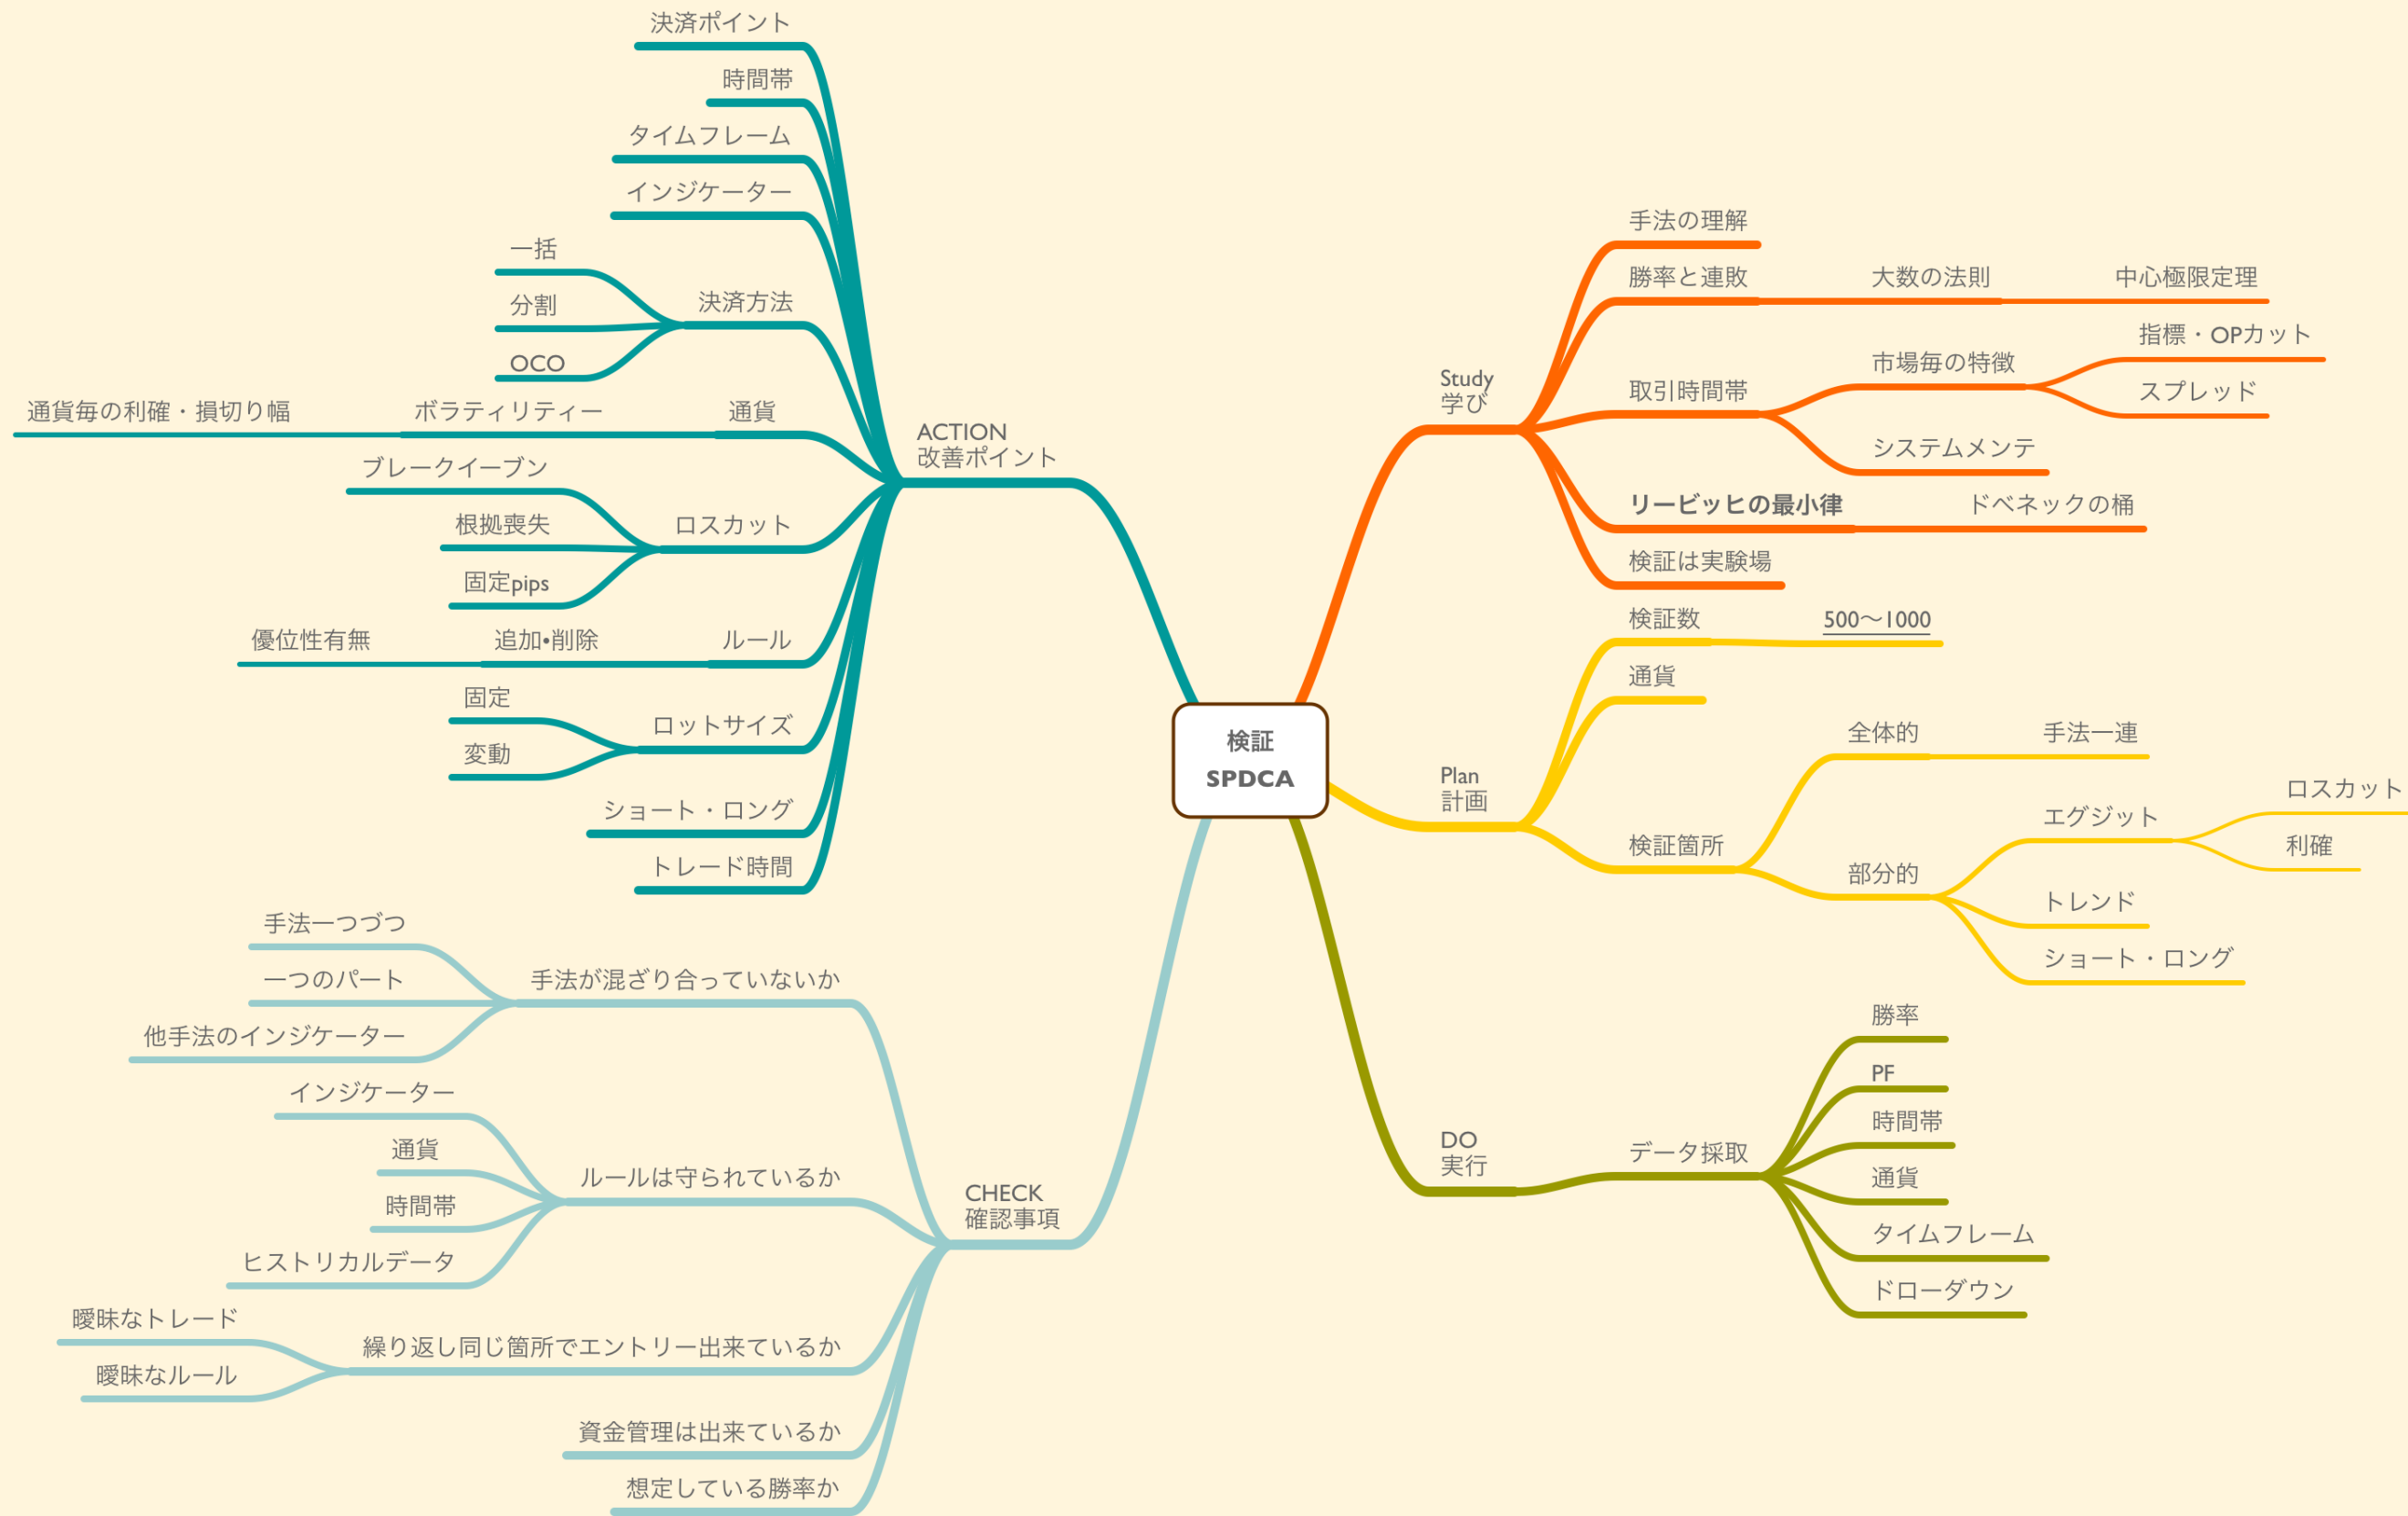 検証
SPDCA
Study
学び
手法の理解
勝率と連敗
大数の法則
中心極限定理
取引時間帯
市場毎の特徴
指標・OPカット
スプレッド
システムメンテ
リービッヒの最小律
ドベネックの桶
検証は実験場
Plan
計画
検証数
500〜1000
通貨
検証箇所
全体的
手法一連
部分的
エグジット
ロスカット
利確
トレンド
ショート・ロング
DO
実行
データ採取
勝率
PF
時間帯
通貨
タイムフレーム
ドローダウン
CHECK
確認事項
手法が混ざり合っていないか
手法一つづつ
一つのパート
他手法のインジケーター
ルールは守られているか
インジケーター
通貨
時間帯
ヒストリカルデータ
繰り返し同じ箇所でエントリー出来ているか
曖昧なトレード
曖昧なルール
資金管理は出来ているか
想定している勝率か
ACTION
改善ポイント
決済ポイント
時間帯
タイムフレーム
インジケーター
決済方法
一括
分割
OCO
通貨
ボラティリティー
通貨毎の利確・損切り幅
ロスカット
ブレークイーブン
根拠喪失
固定pips
ルール
追加•削除
優位性有無
ロットサイズ
固定
変動
ショート・ロング
トレード時間